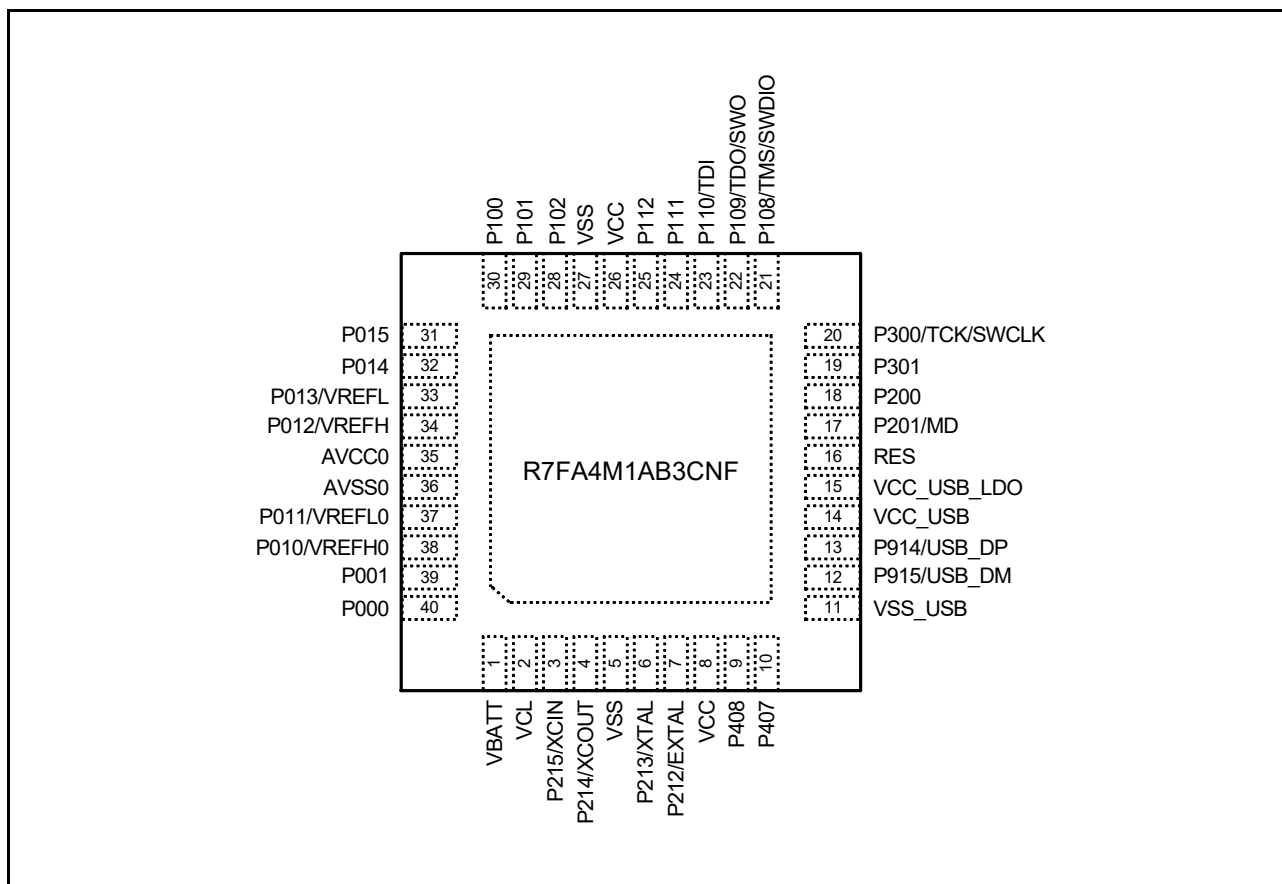 P100
P101
P102
VSS
VCC
P112
P111
P110/TDI
P109/TDO/SWO
P108/TMS/SWDIO
30
29
28
27
26
25
24
23
22
21
P015 31
P014 32
P013/VREFL 33
P012/VREFH 34
AVCC0 35
AVSS0 36
P011/VREFL0 37
P010/VREFH0 38
P001 39
P000 40
R7FA4M1AB3CNF
20 P300/TCK/SWCLK
19 P301
18 P200
17 P201/MD
16 RES
15 VCC_USB_LDO
14 VCC_USB
13 P914/USB_DP
12 P915/USB_DM
11 VSS_USB
1
2
3
4
5
6
7
8
9
10
VBATT
VCL
P215/XCIN
P214/XCOUT
VSS
P213/XTAL
P212/EXTAL
VCC
P408
P407